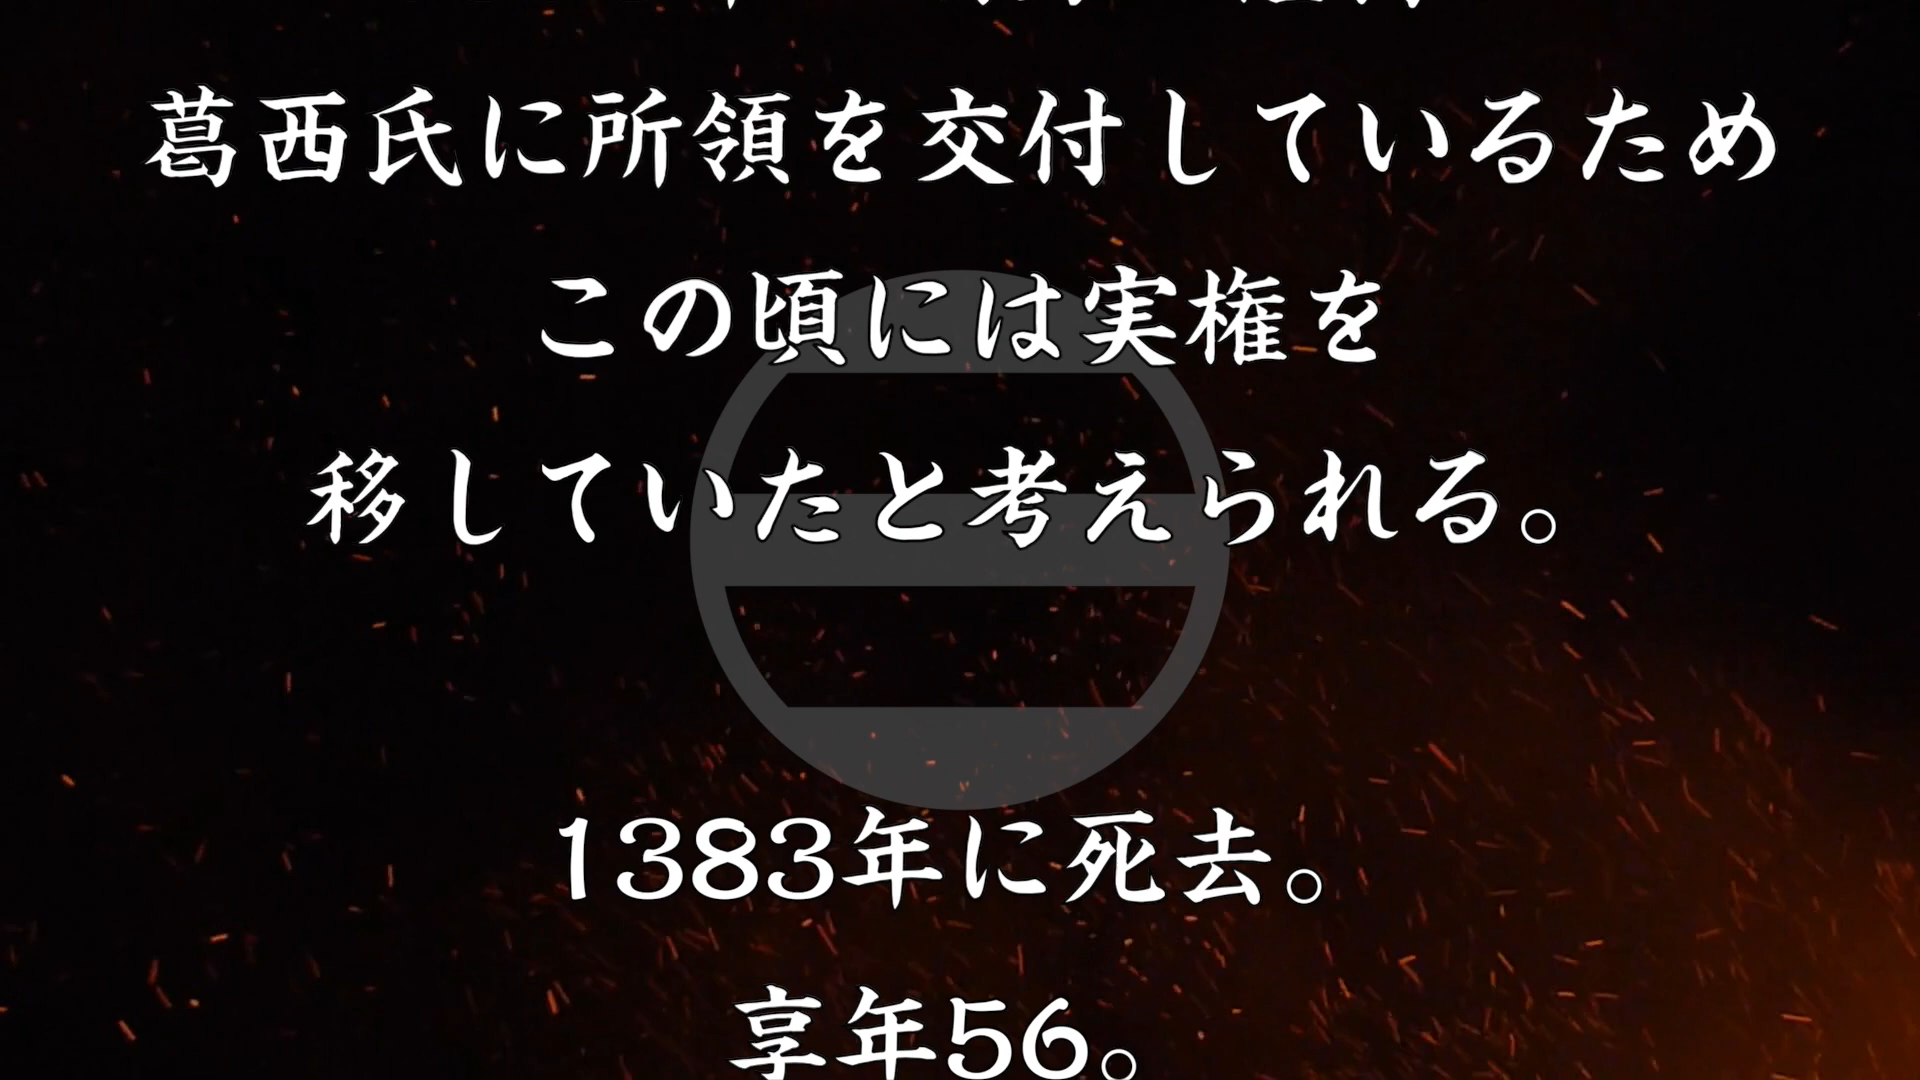 葛西氏に所領を交付しているため
この頃には実権を
移していたと考えられる。
1383年に死去。
享年56。